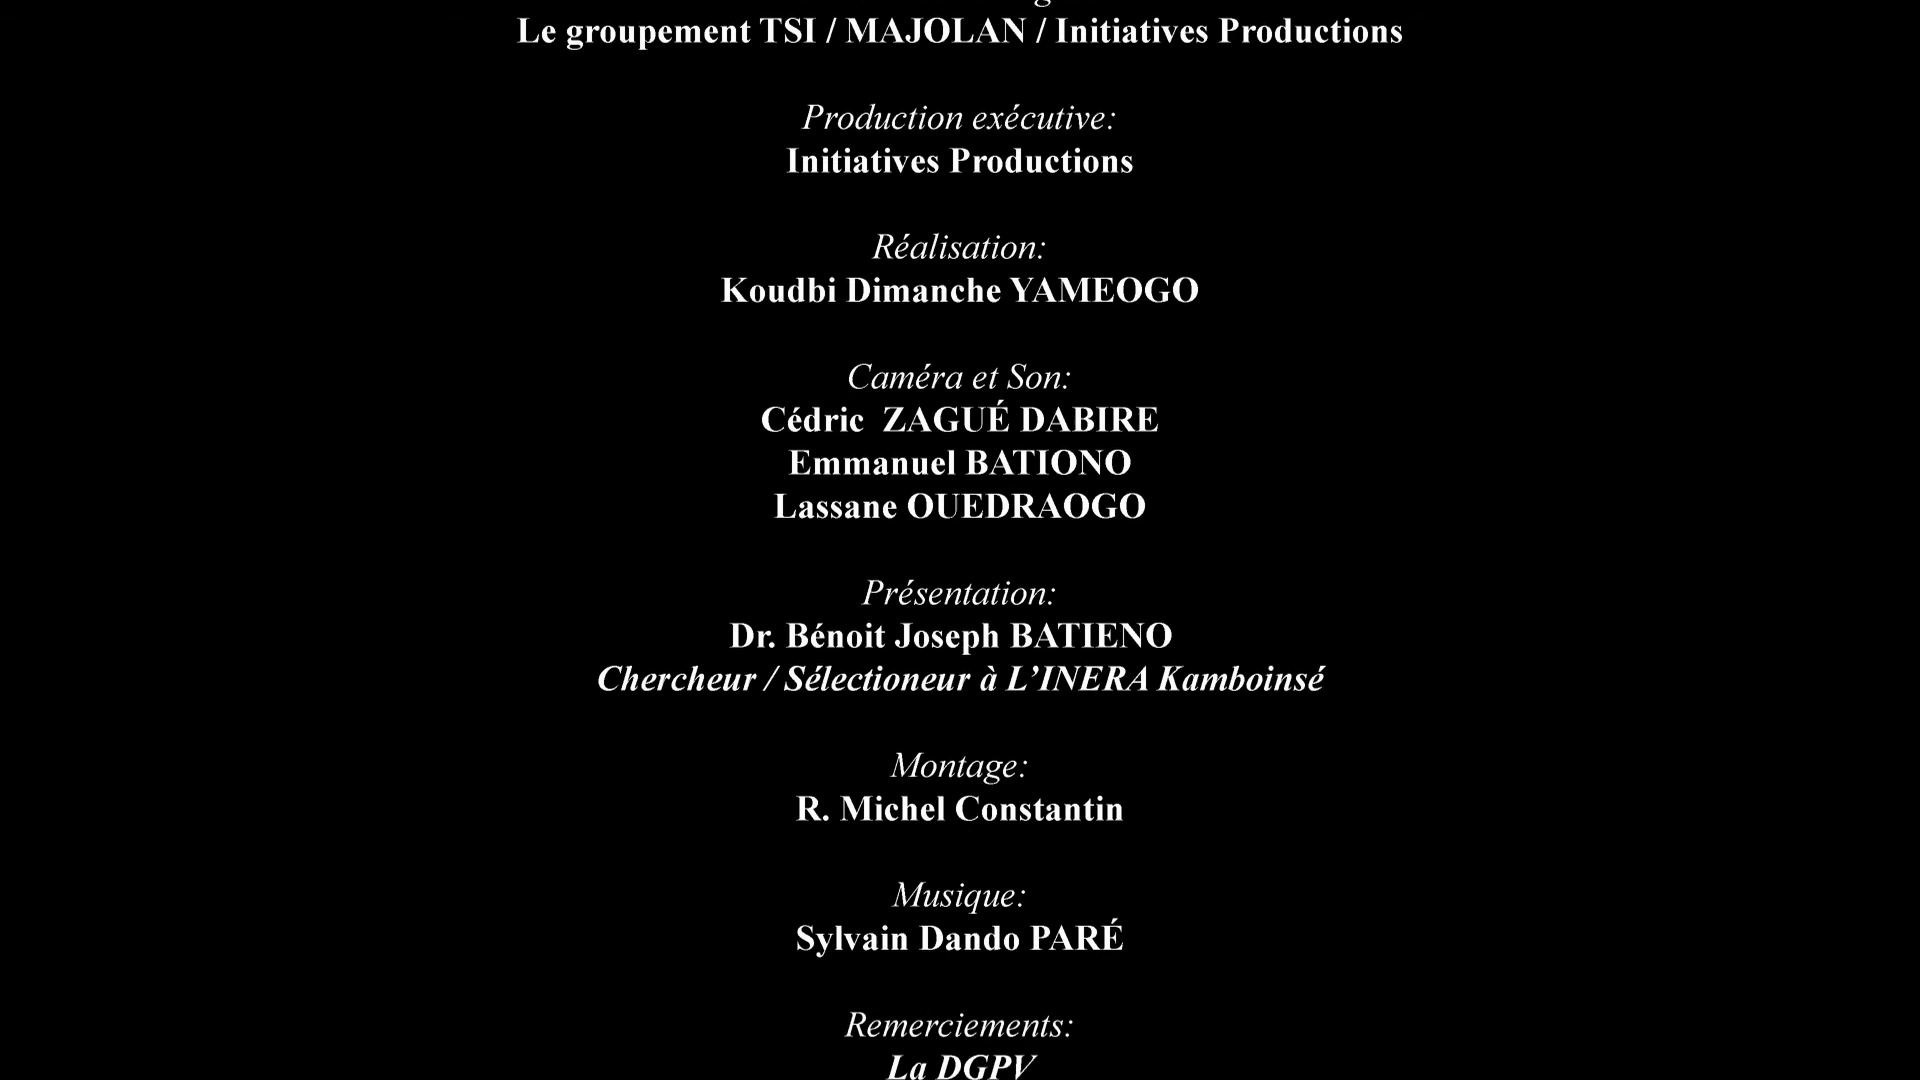 Le groupement TSI / MAJOLAN / Initiatives Productions
Production exécutive:
Initiatives Productions
Réalisation:
Koudbi Dimanche YAMEOGO
Caméra et Son:
Cédric ZAGUÉ DABIRE
Emmanuel BATIONO
Lassane OUEDRAOGO
Présentation:
Dr. Bénoit Joseph BATIENO
Chercheur / Sélectioneur à L’INERA Kamboinsé
Montage:
R. Michel Constantin
Musique:
Sylvain Dando PARÉ
Remerciements:
La DGPV